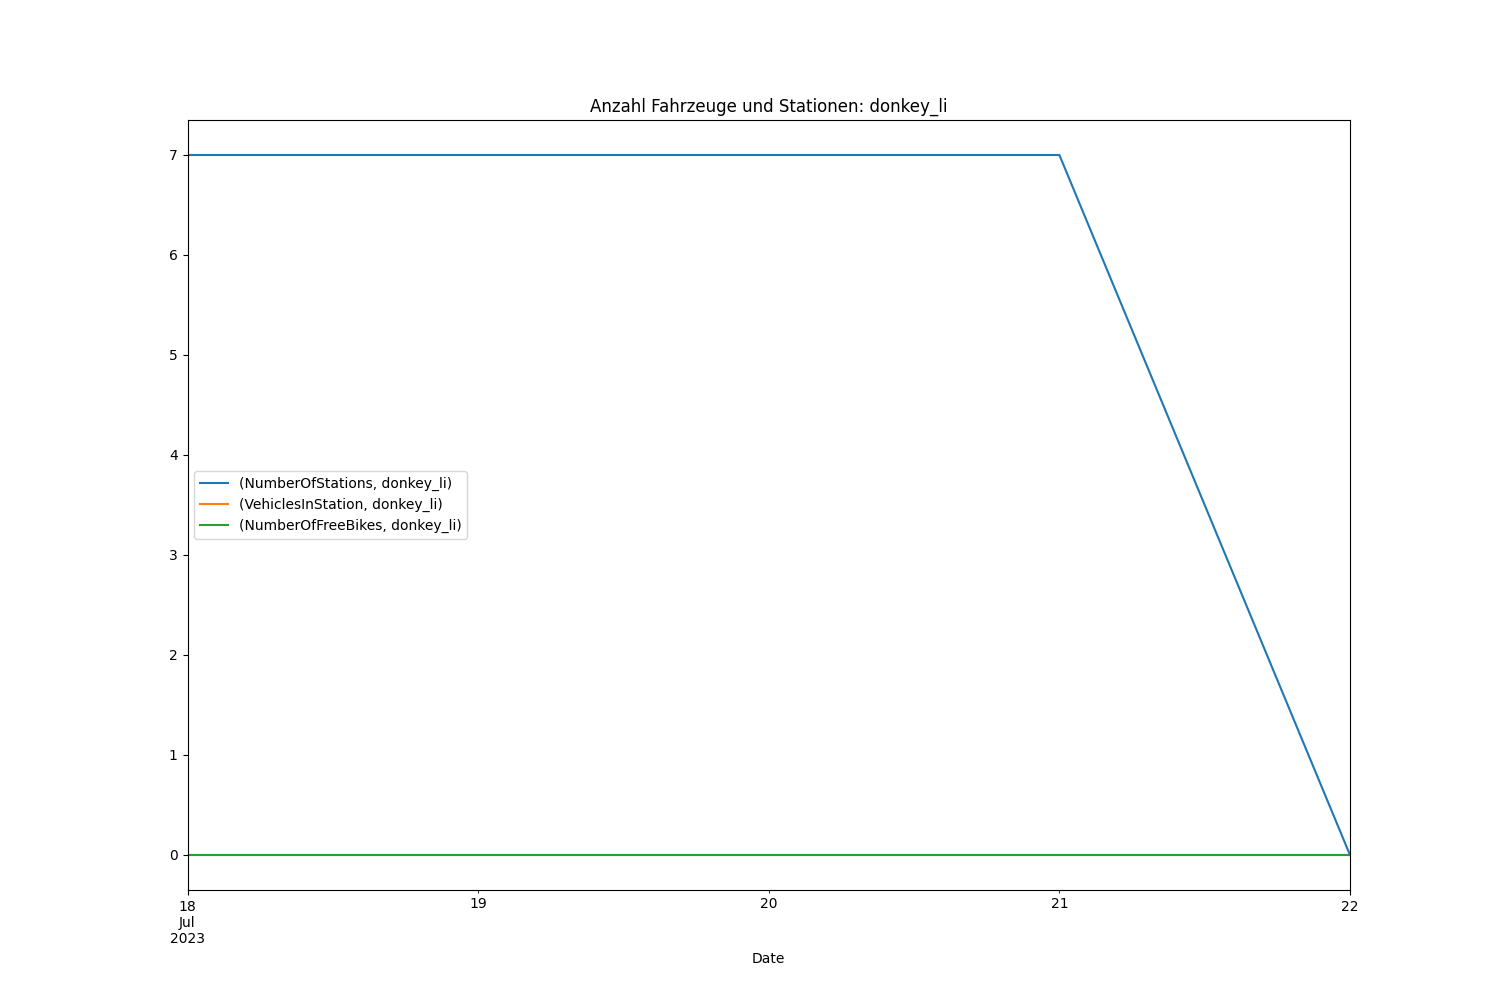 Anzahl Fahrzeuge und Stationen: donkey_li
7
6
5
4
3
2
1
0
(NumberOfStations, donkey_li)
(VehiclesInStation, donkey_li)
(NumberOfFreeBikes, donkey_li)
18 19 20 21 22
Jul
2023
Date